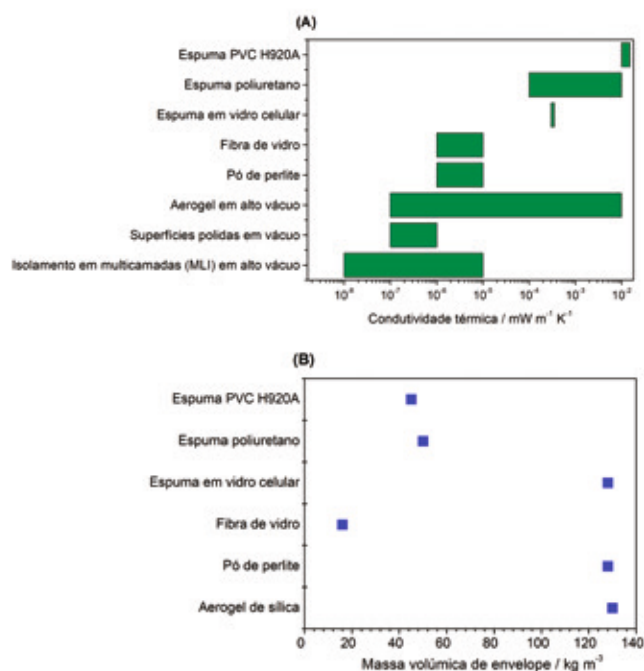 (A)
Espuma PVC H920A
Espuma poliuretano
Espuma em vidro celular
Fibra de vidro
Pó de perlite
Aerogel em alto vácuo
Superfícies polidas em vácuo
Isolamento em multicamadas (MLI) em alto vácuo
10⁻⁸ 10⁻⁷ 10⁻⁶ 10⁻⁵ 10⁻⁴ 10⁻³ 10⁻²
Condutividade térmica / mW m⁻¹ K⁻¹
(B)
Espuma PVC H920A
Espuma poliuretano
Espuma em vidro celular
Fibra de vidro
Pó de perlite
Aerogel de sílica
0 20 40 60 80 100 120 140
Massa volúmica de envelope / kg m⁻³